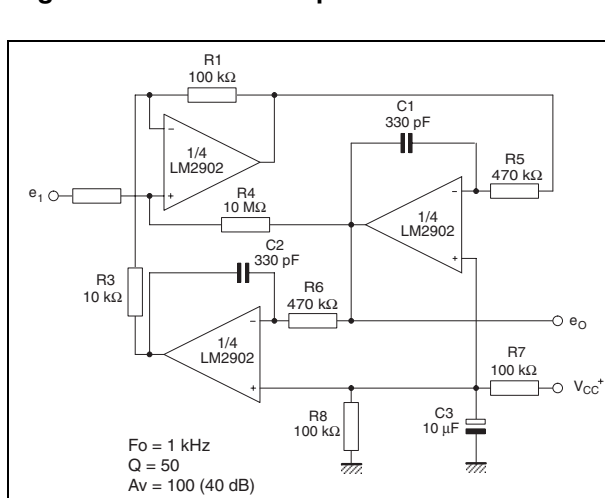 R1
100 kΩ
C1
330 pF
1/4
LM2902
R5
470 kΩ
e1
R4
10 MΩ
1/4
LM2902
C2
330 pF
R3
10 kΩ
R6
470 kΩ
1/4
LM2902
eO
R7
100 kΩ
VCC+
R8
100 kΩ
C3
10 μF
Fo = 1 kHz
Q = 50
Av = 100 (40 dB)